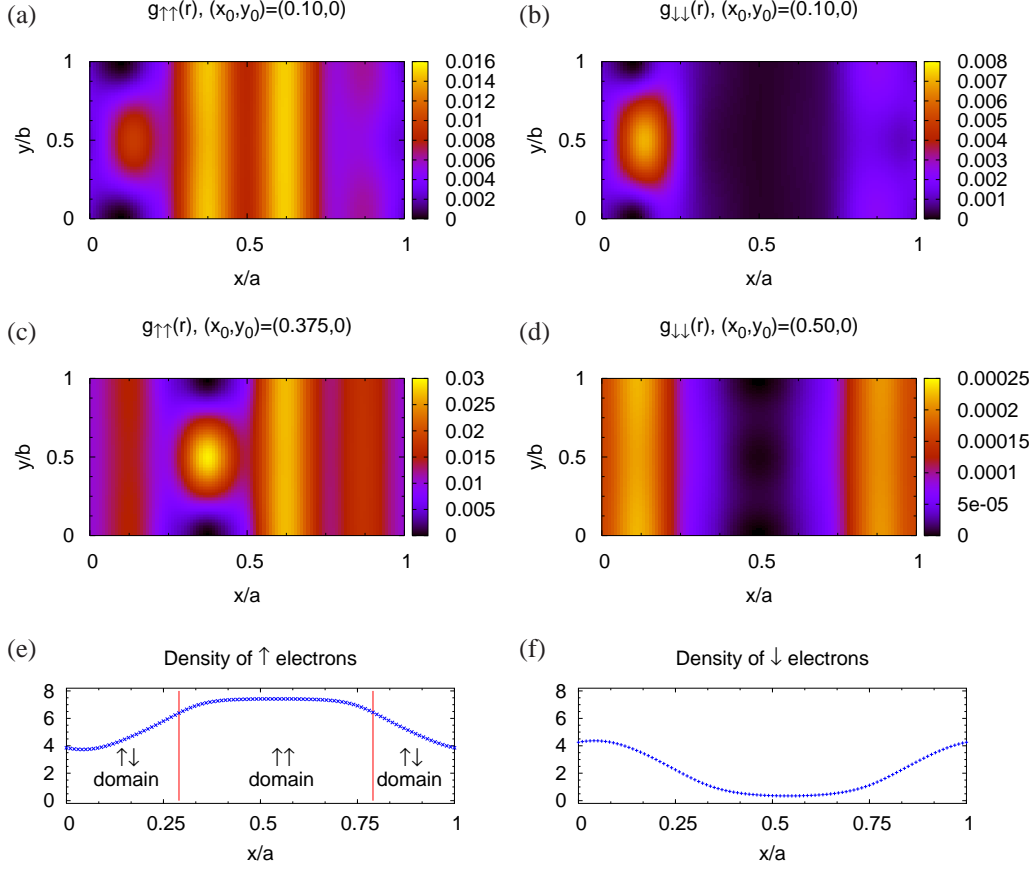 (a)
g↑↑(r), (x0,y0)=(0.10,0)
1
0.5
0
y/b
0 0.5 1
x/a
0.016
0.014
0.012
0.01
0.008
0.006
0.004
0.002
0
(b)
g↓↓(r), (x0,y0)=(0.10,0)
1
0.5
0
y/b
0 0.5 1
x/a
0.008
0.007
0.006
0.005
0.004
0.003
0.002
0.001
0
(c)
g↑↑(r), (x0,y0)=(0.375,0)
1
0.5
0
y/b
0 0.5 1
x/a
0.03
0.025
0.02
0.015
0.01
0.005
0
(d)
g↓↓(r), (x0,y0)=(0.50,0)
1
0.5
0
y/b
0 0.5 1
x/a
0.00025
0.0002
0.00015
0.0001
5e-05
0
(e)
Density of ↑ electrons
8
6
4
2
0
↑↓ ↑↑ ↑↓
domain domain domain
0 0.25 0.5 0.75 1
x/a
(f)
Density of ↓ electrons
8
6
4
2
0
0 0.25 0.5 0.75 1
x/a